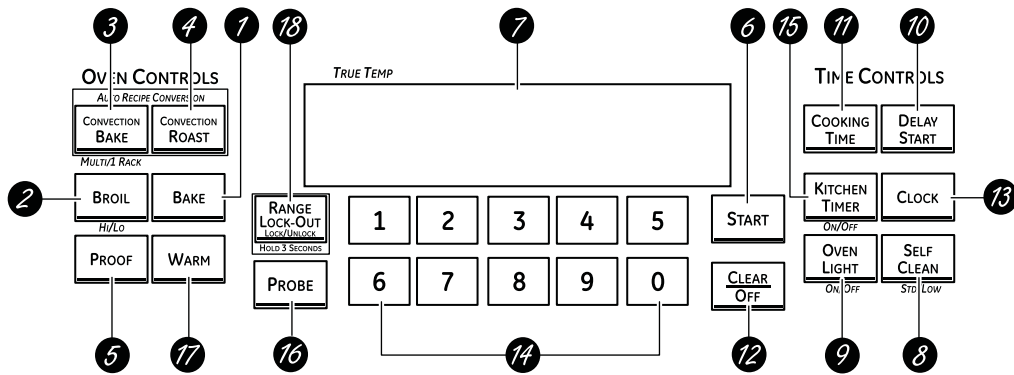 3 4 1 18 7 6 15 11 10
OVEN CONTROLS
TRUE TEMP
TIME CONTROLS
AUTO RECIPE CONVERSION
CONVECTION
BAKE
CONVECTION
ROAST
COOKING
TIME
DELAY
START
MULTI/1 RACK
2
BROIL
BAKE
RANGE
LOCK-OUT
LOCK/UNLOCK
HOLD 3 SECONDS
1 2 3 4 5
START
KITCHEN
TIMER
CLOCK
13
HI/LO
ON/OFF
PROOF
WARM
PROBE
6 7 8 9 0
CLEAR
OFF
OVEN
LIGHT
SELF
CLEAN
ON/OFF
STD/LOW
5 17 16 14 12 9 8